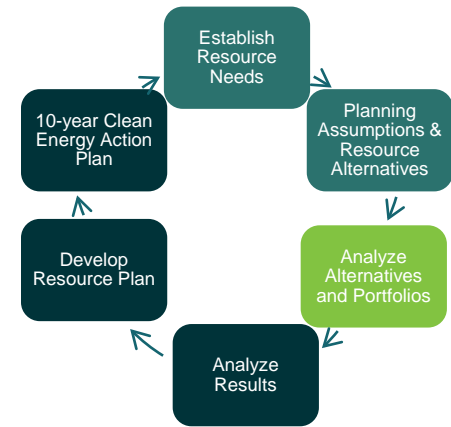 Establish
Resource
Needs
Planning
Assumptions &
Resource
Alternatives
Analyze
Alternatives
and Portfolios
Analyze
Results
Develop
Resource Plan
10-year Clean
Energy Action
Plan